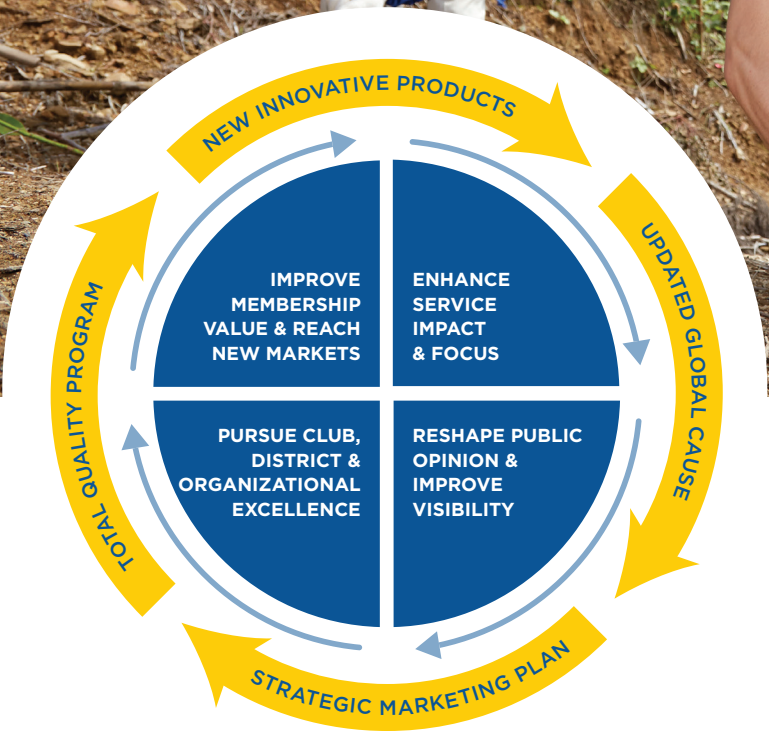 NEW INNOVATIVE PRODUCTS
UPDATED GLOBAL CAUSE
STRATEGIC MARKETING PLAN
TOTAL QUALITY PROGRAM
IMPROVE
MEMBERSHIP
VALUE & REACH
NEW MARKETS
ENHANCE
SERVICE
IMPACT
& FOCUS
PURSUE CLUB,
DISTRICT &
ORGANIZATIONAL
EXCELLENCE
RESHAPE PUBLIC
OPINION &
IMPROVE
VISIBILITY